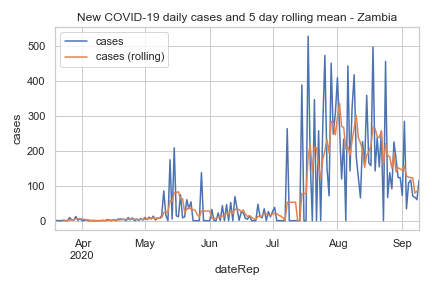 New COVID-19 daily cases and 5 day rolling mean - Zambia
cases
cases (rolling)
500
400
300
200
100
0
cases
Apr
2020
May
Jun
Jul
Aug
Sep
dateRep